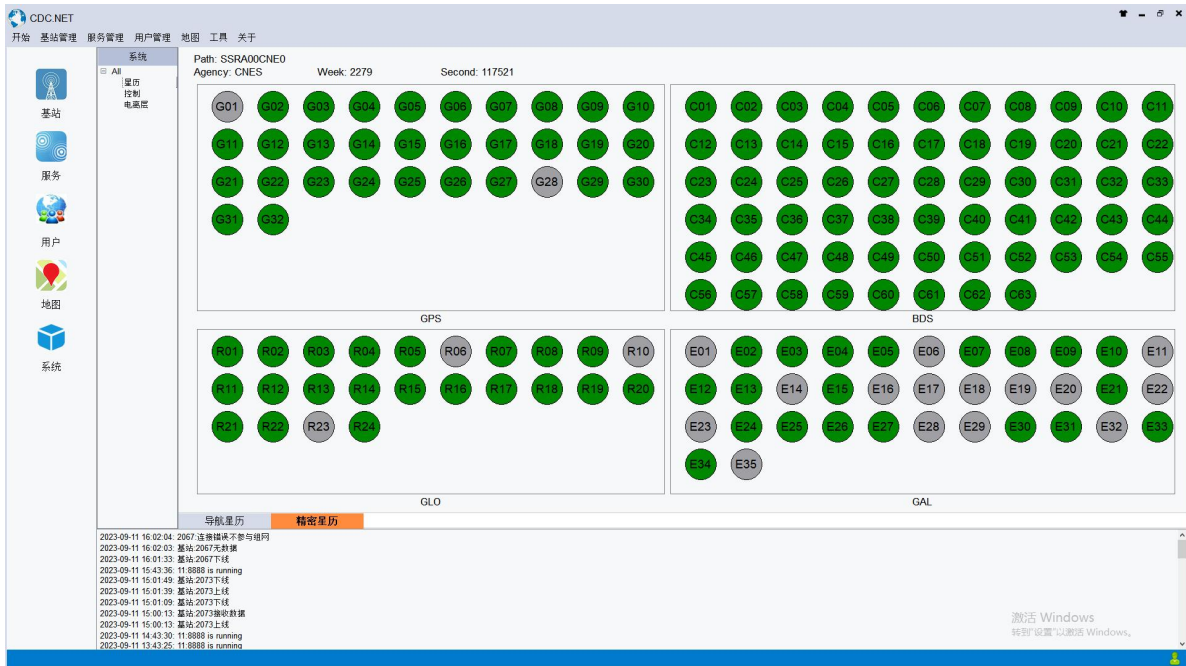 CDC.NET
开始 基站管理 服务管理 用户管理 地图 工具 关于
基站
服务
用户
地图
系统
系统
All
星历
控制
电离层
Path: SSRA00CNE0
Agency: CNES Week: 2279 Second: 117521
G01 G02 G03 G04 G05 G06 G07 G08 G09 G10
G11 G12 G13 G14 G15 G16 G17 G18 G19 G20
G21 G22 G23 G24 G25 G26 G27 G28 G29 G30
G31 G32
GPS
C01 C02 C03 C04 C05 C06 C07 C08 C09 C10 C11
C12 C13 C14 C15 C16 C17 C18 C19 C20 C21 C22
C23 C24 C25 C26 C27 C28 C29 C30 C31 C32 C33
C34 C35 C36 C37 C38 C39 C40 C41 C42 C43 C44
C45 C46 C47 C48 C49 C50 C51 C52 C53 C54 C55
C56 C57 C58 C59 C60 C61 C62 C63
BDS
R01 R02 R03 R04 R05 R06 R07 R08 R09 R10
R11 R12 R13 R14 R15 R16 R17 R18 R19 R20
R21 R22 R23 R24
GLO
E01 E02 E03 E04 E05 E06 E07 E08 E09 E10 E11
E12 E13 E14 E15 E16 E17 E18 E19 E20 E21 E22
E23 E24 E25 E26 E27 E28 E29 E30 E31 E32 E33
E34 E35
GAL
导航星历 精密星历
2023-09-11 16:02:04: 2067:连接错误不参与组网
2023-09-11 16:02:03: 基站:2067无数据
2023-09-11 16:01:33: 基站:2067下线
2023-09-11 15:43:36: 11:8888 is running
2023-09-11 15:01:49: 基站:2073下线
2023-09-11 15:01:39: 基站:2073上线
2023-09-11 15:01:09: 基站:2073下线
2023-09-11 15:00:13: 基站:2073接收数据
2023-09-11 15:00:13: 基站:2073上线
2023-09-11 14:43:30: 11:8888 is running
2023-09-11 13:43:25: 11:8888 is running
激活 Windows
转到"设置"以激活 Windows。